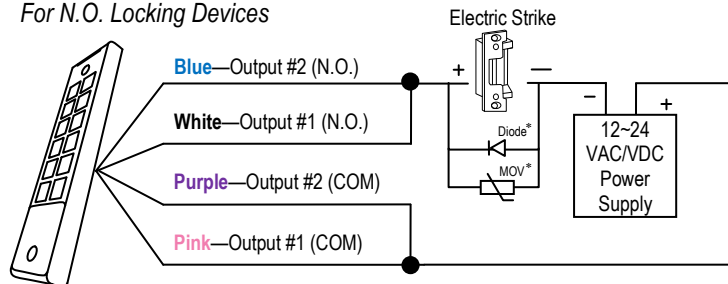 For N.O. Locking Devices
Electric Strike
Blue—Output #2 (N.O.)
+
—
White—Output #1 (N.O.)
Diode*
MOV*
–
+
12~24
VAC/VDC
Power
Supply
Purple—Output #2 (COM)
Pink—Output #1 (COM)